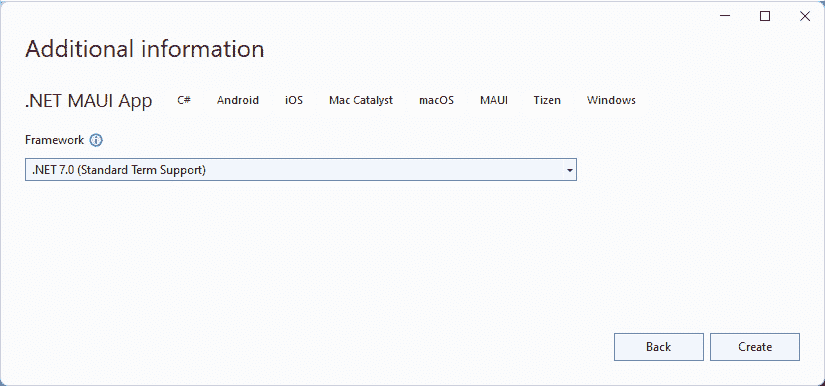 Additional information
.NET MAUI App C# Android iOS Mac Catalyst macOS MAUI Tizen Windows
Framework
.NET 7.0 (Standard Term Support)
Back Create